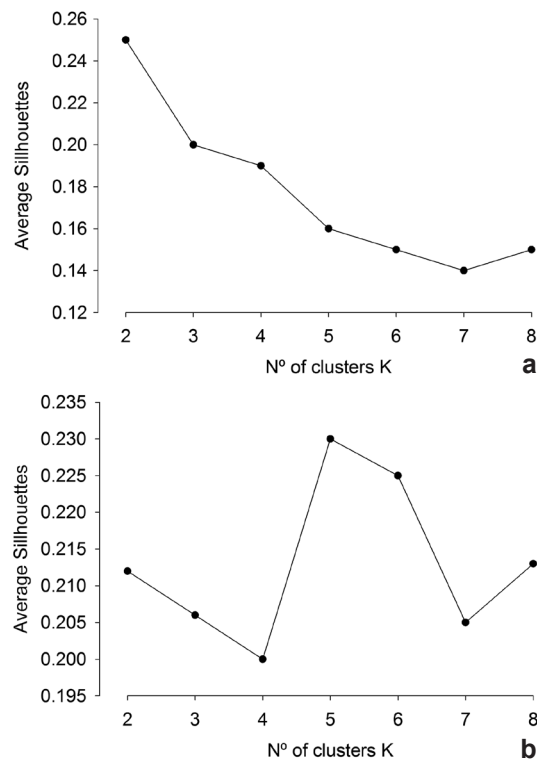 0.26
0.24
0.22
0.20
0.18
0.16
0.14
0.12
Average Sillhouettes
2 3 4 5 6 7 8
Nº of clusters K
a
0.235
0.230
0.225
0.220
0.215
0.210
0.205
0.200
0.195
Average Sillhouettes
2 3 4 5 6 7 8
Nº of clusters K
b